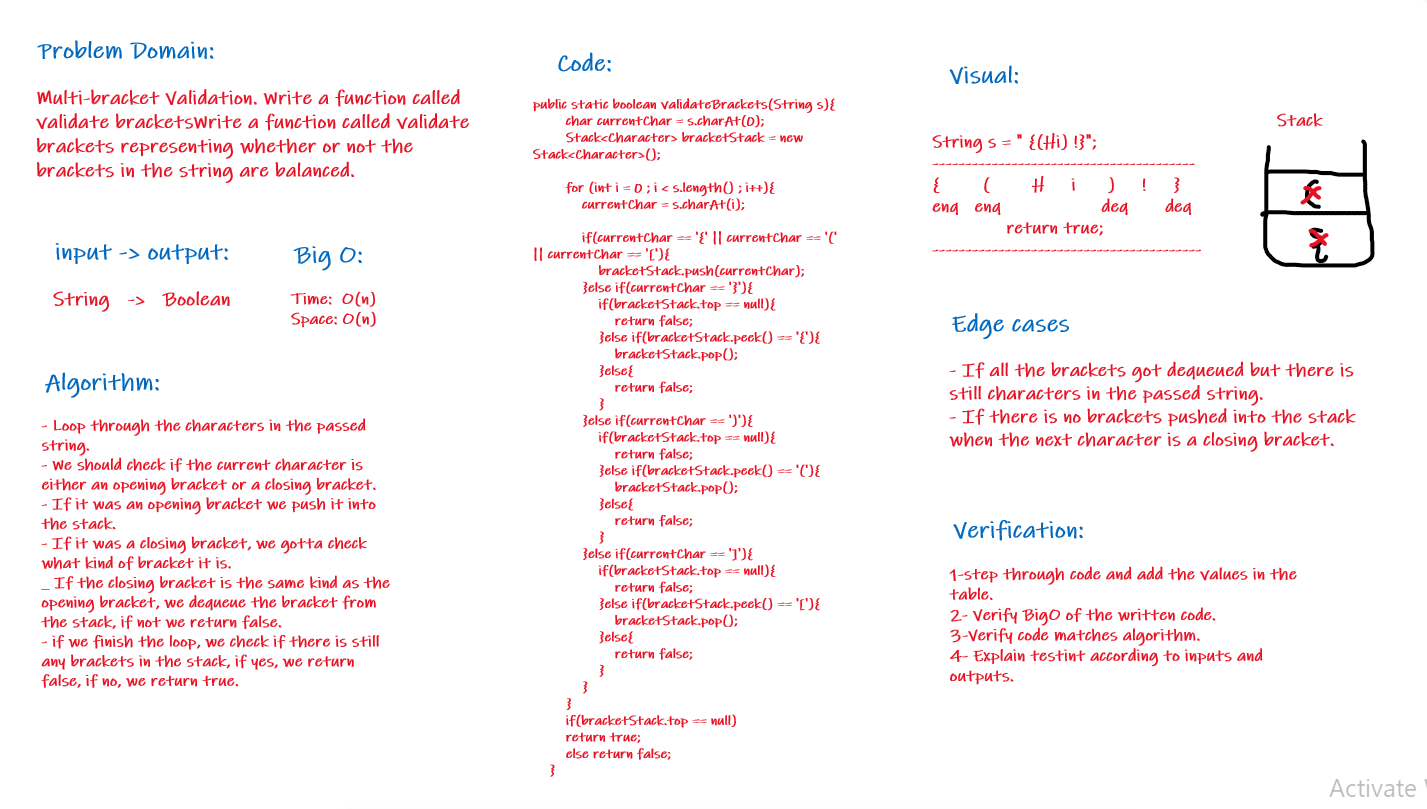 Problem Domain:
Multi-bracket Validation. Write a function called
validate bracketsWrite a function called validate
brackets representing whether or not the
brackets in the string are balanced.
input -> output:
String -> Boolean
Big O:
Time: O(n)
Space: O(n)
Algorithm:
- Loop through the characters in the passed
string.
- We should check if the current character is
either an opening bracket or a closing bracket.
- If it was an opening bracket we push it into
the stack.
- If it was a closing bracket, we gotta check
what kind of bracket it is.
_ If the closing bracket is the same kind as the
opening bracket, we dequeue the bracket from
the stack, if not we return false.
- if we finish the loop, we check if there is still
any brackets in the stack, if yes, we return
false, if no, we return true.
Code:
public static boolean validateBrackets(String s){
char currentChar = s.charAt(0);
Stack<Character> bracketStack = new
Stack<Character>();
for (int i = 0 ; i < s.length() ; i++){
currentChar = s.charAt(i);
if(currentChar == '{' || currentChar == '('
|| currentChar == '['){
bracketStack.push(currentChar);
}else if(currentChar == '}'){
if(bracketStack.top == null){
return false;
}else if(bracketStack.peek() == '{'){
bracketStack.pop();
}else{
return false;
}
}else if(currentChar == ')'){
if(bracketStack.top == null){
return false;
}else if(bracketStack.peek() == '('){
bracketStack.pop();
}else{
return false;
}
}else if(currentChar == ']'){
if(bracketStack.top == null){
return false;
}else if(bracketStack.peek() == '['){
bracketStack.pop();
}else{
return false;
}
}
}
if(bracketStack.top == null)
return true;
else return false;
}
Visual:
String s = " {(Hi) !}";
{ ( H i ) ! }
enq enq deq deq
return true;
Stack
(
{
Edge cases
- If all the brackets got dequeued but there is
still characters in the passed string.
- If there is no brackets pushed into the stack
when the next character is a closing bracket.
Verification:
1-step through code and add the values in the
table.
2- Verify BigO of the written code.
3-Verify code matches algorithm.
4- Explain testint according to inputs and
outputs.
Activate